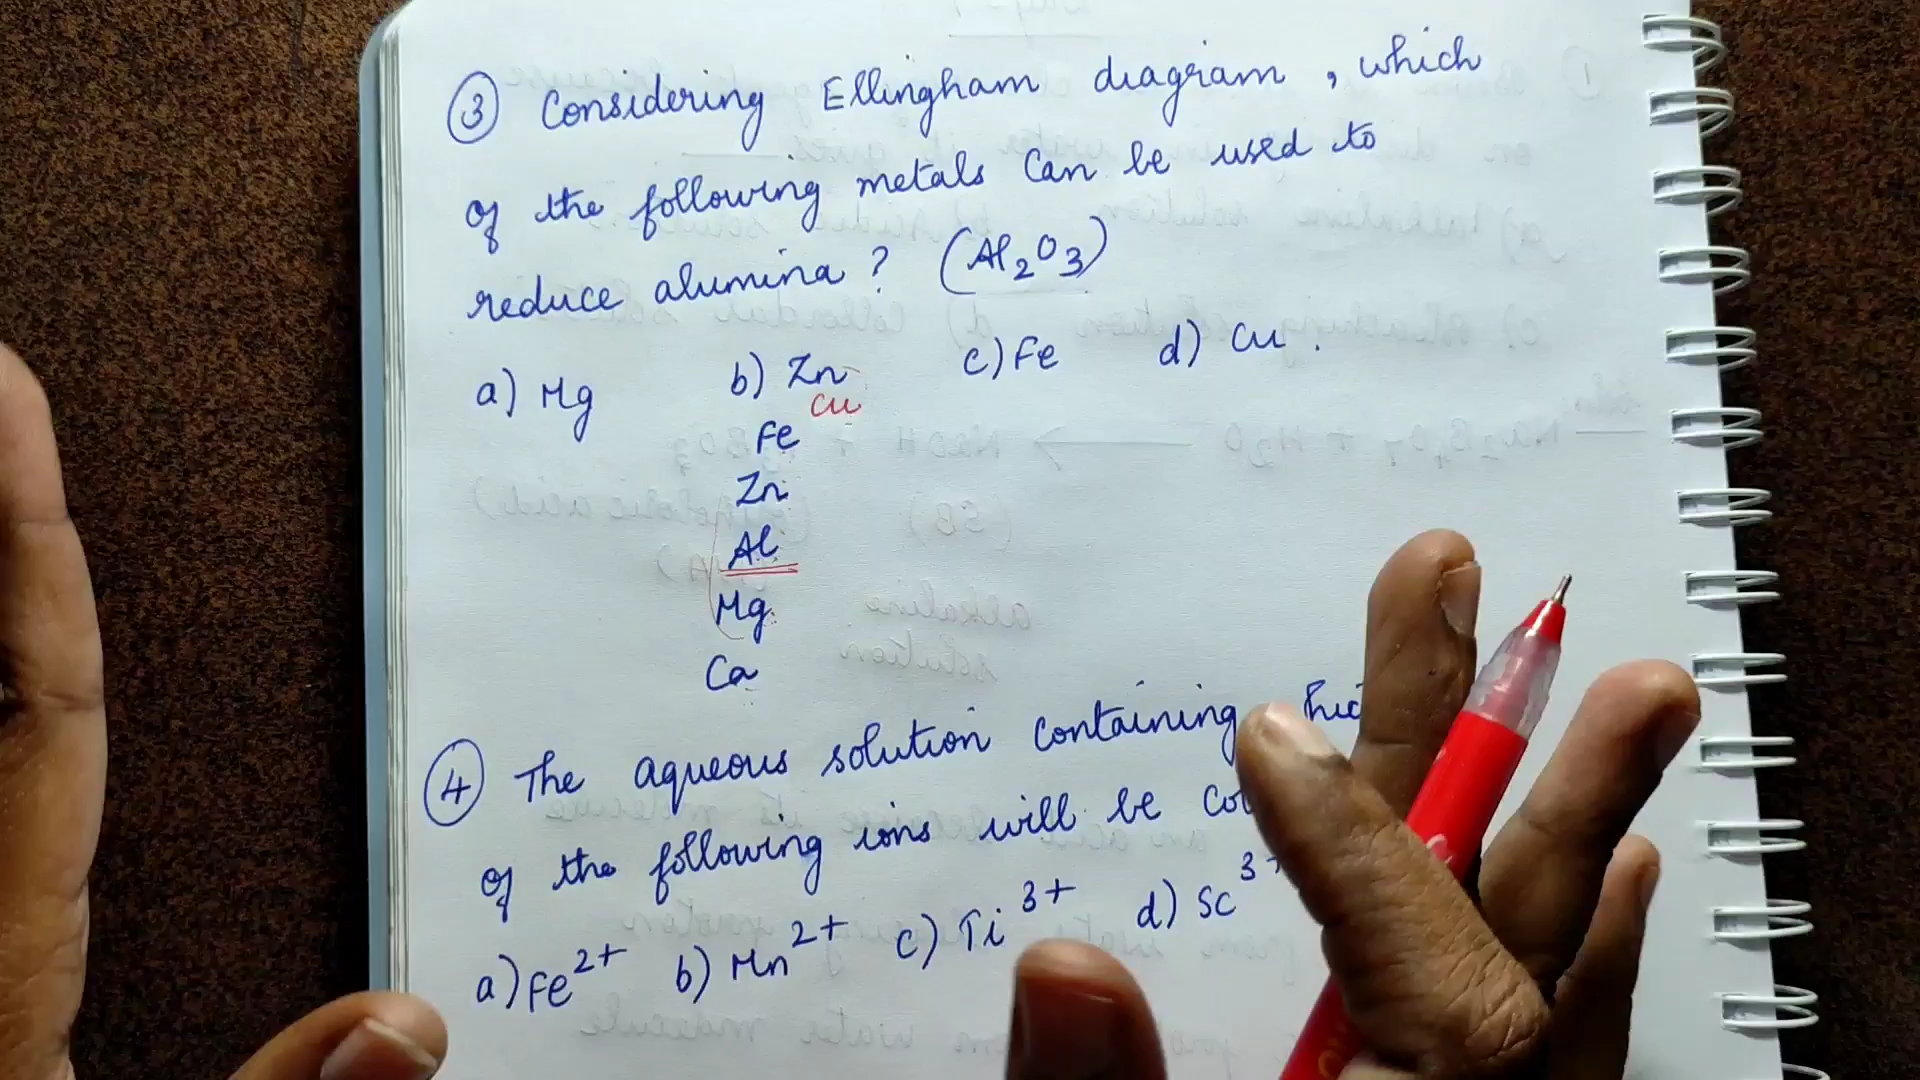 ③ Considering Ellingham diagram, which
of the following metals can be used to
reduce alumina? (Al₂O₃)
a) Mg b) Zn c) Fe d) Cu.
Cu
Fe
Zn
Al
Mg
Ca
④ The aqueous solution containing
of the following ions will be
a) Fe²⁺ b) Mn²⁺ c) Ti³⁺ d) Sc³⁺